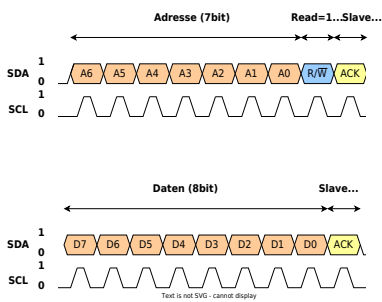 Adresse (7bit) Read=1...Slave...
1
SDA A6 A5 A4 A3 A2 A1 A0 R/W̅ ACK
0
1
SCL
0
Daten (8bit) Slave...
1
SDA D7 D6 D5 D4 D3 D2 D1 D0 ACK
0
1
SCL
0
Text is not SVG - cannot display